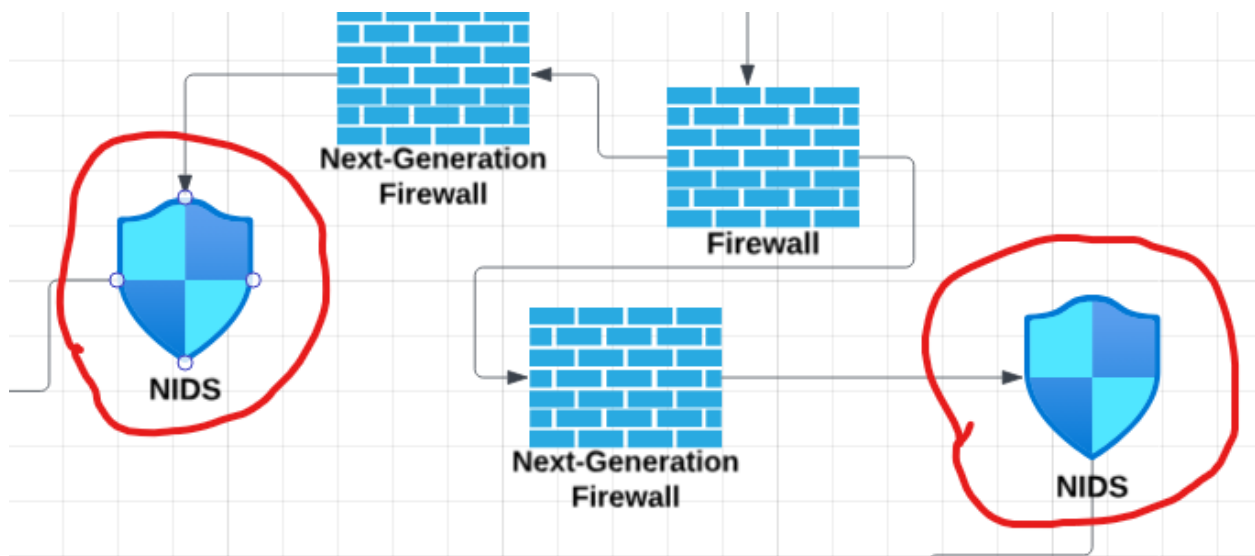 Next-Generation
Firewall
Firewall
NIDS
Next-Generation
Firewall
NIDS